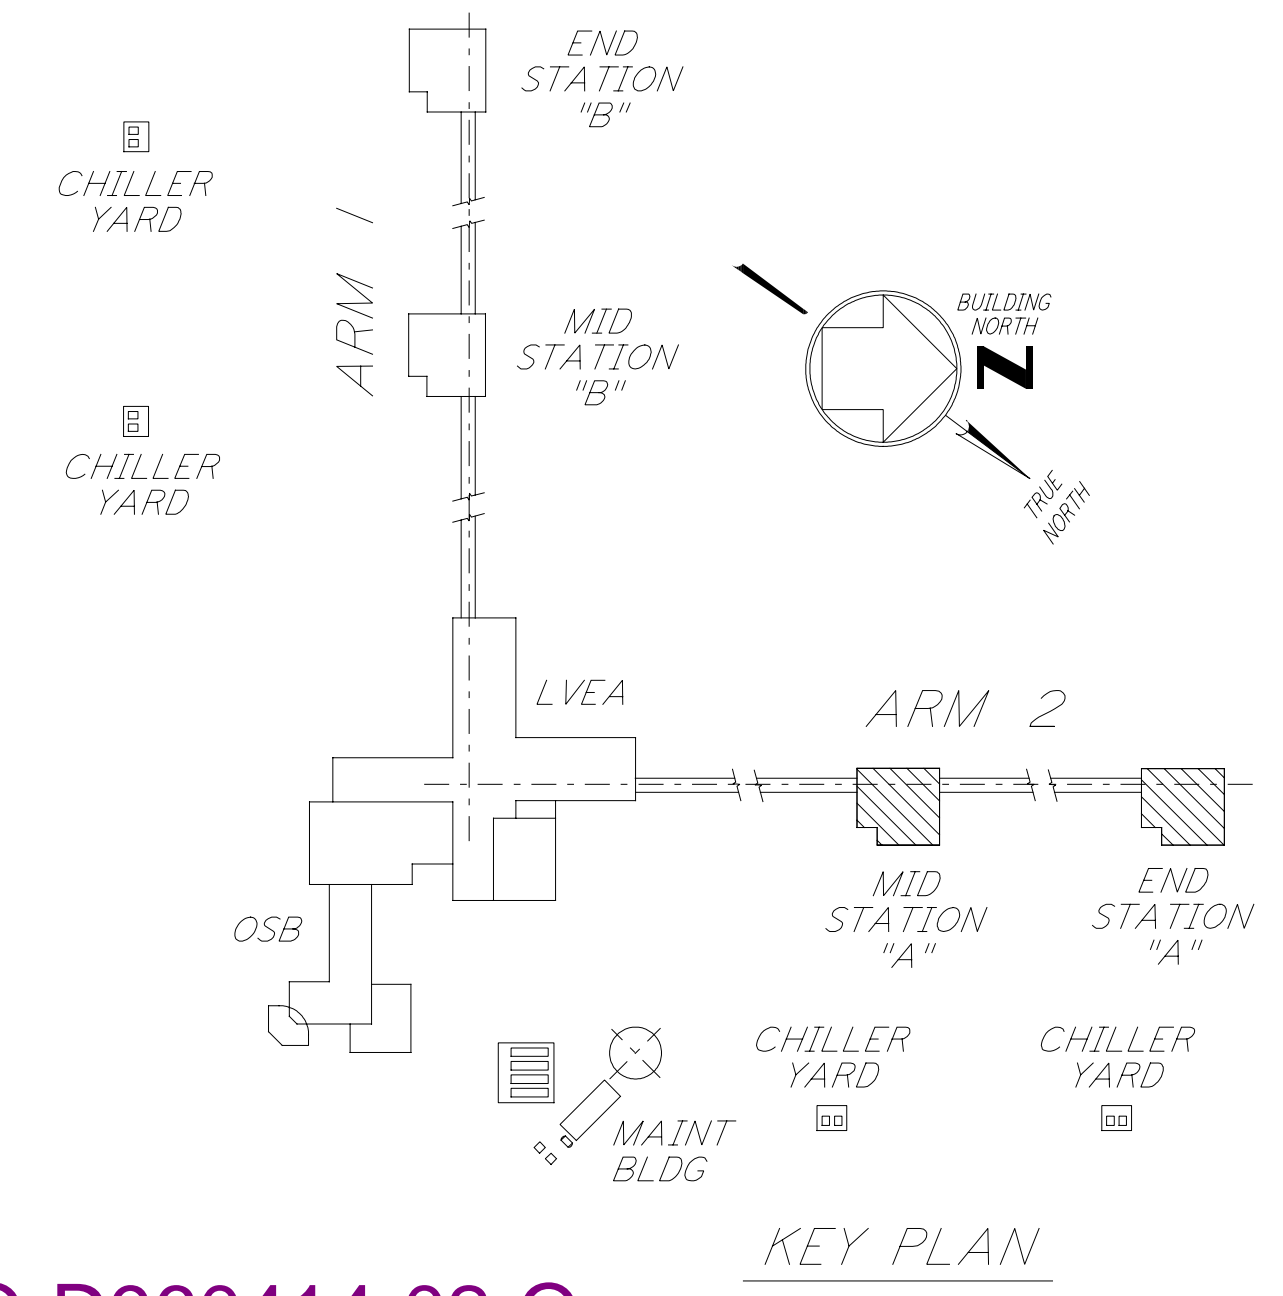 END
STATION
"B"
CHILLER
YARD
ARM 1
BUILDING
NORTH
N
MID
STATION
"B"
CHILLER
YARD
TRUE
NORTH
LVEA
ARM 2
MID
STATION
"A"
END
STATION
"A"
OSB
CHILLER
YARD
CHILLER
YARD
MAINT
BLDG
KEY PLAN